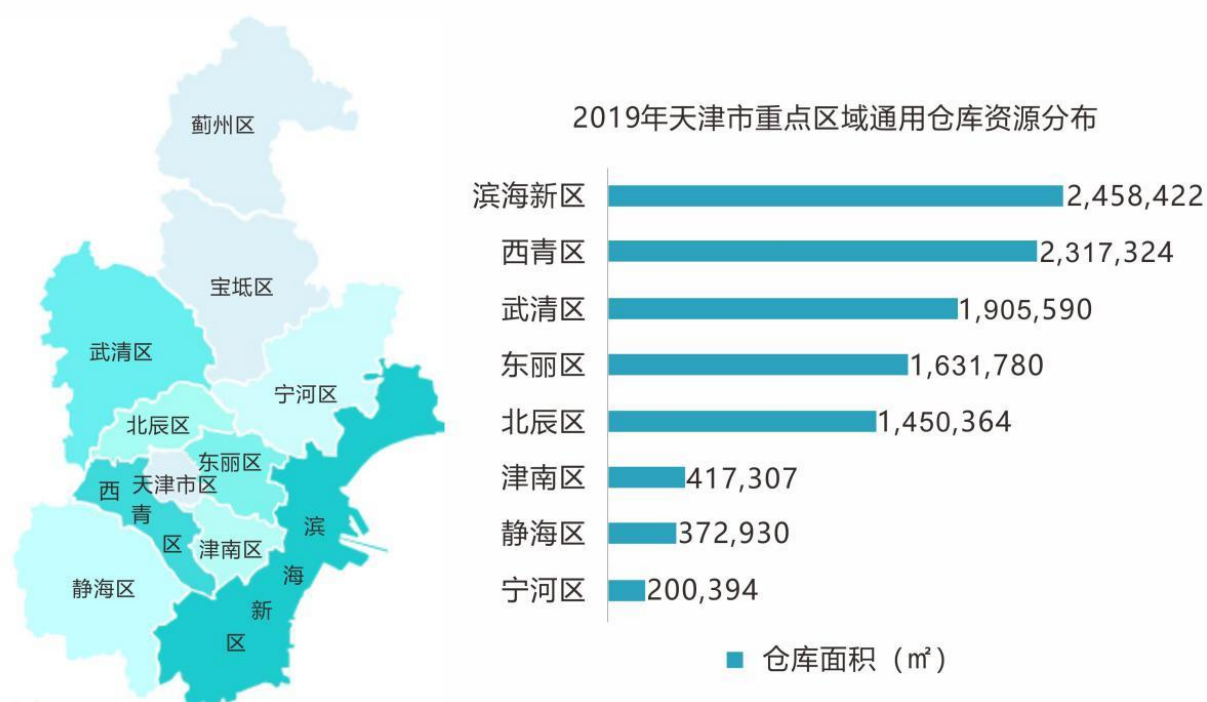 蓟州区
宝坻区
武清区
宁河区
北辰区
东丽区
天津市区
西青区
津南区
静海区
滨海新区
2019年天津市重点区域通用仓库资源分布
滨海新区 2,458,422
西青区 2,317,324
武清区 1,905,590
东丽区 1,631,780
北辰区 1,450,364
津南区 417,307
静海区 372,930
宁河区 200,394
仓库面积（㎡）